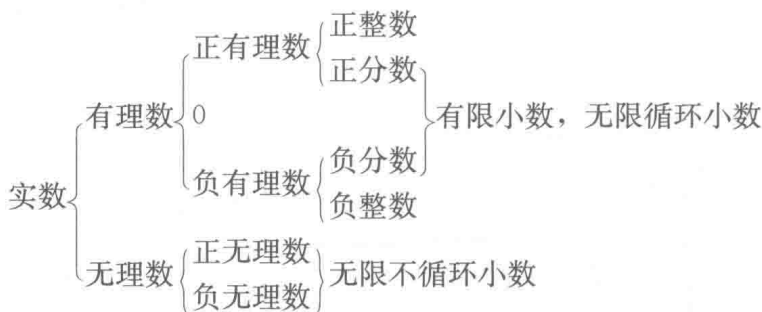 正整数
正有理数
正分数
有理数 0 有限小数，无限循环小数
负分数
负有理数
实数 负整数
正无理数
无理数 无限不循环小数
负无理数